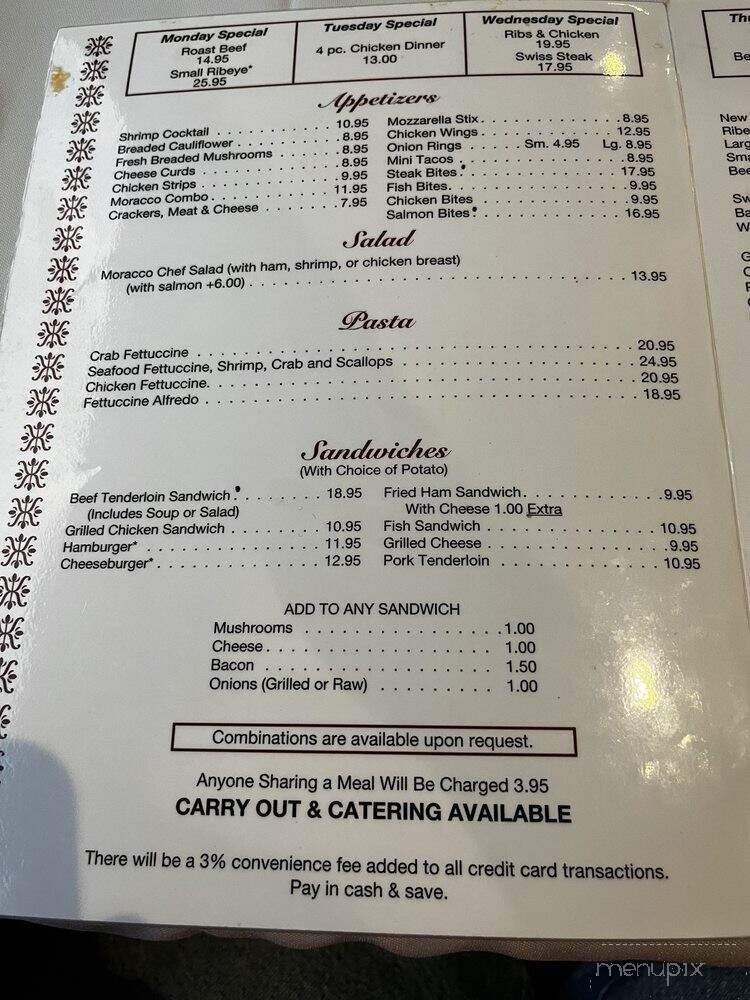 Monday Special
Roast Beef
14.95
Small Ribeye*
25.95
Tuesday Special
4 pc. Chicken Dinner
13.00
Wednesday Special
Ribs & Chicken
19.95
Swiss Steak
17.95
Appetizers
Shrimp Cocktail . . . . . . . . . . . . 10.95
Breaded Cauliflower . . . . . . . . . . 8.95
Fresh Breaded Mushrooms . . . . . . 8.95
Cheese Curds . . . . . . . . . . . . . 8.95
Chicken Strips . . . . . . . . . . . . . 9.95
Moracco Combo . . . . . . . . . . . . 11.95
Crackers, Meat & Cheese . . . . . . . 7.95
Mozzarella Stix . . . . . . . . . . . . 8.95
Chicken Wings . . . . . . . . . . . . 12.95
Onion Rings . . . . . Sm. 4.95 Lg. 8.95
Mini Tacos . . . . . . . . . . . . . . 8.95
Steak Bites* . . . . . . . . . . . . . 17.95
Fish Bites . . . . . . . . . . . . . . 9.95
Chicken Bites . . . . . . . . . . . . 9.95
Salmon Bites* . . . . . . . . . . . . 16.95
Salad
Moracco Chef Salad (with ham, shrimp, or chicken breast)
(with salmon +6.00) . . . . . . . . . . . . . . . . . . 13.95
Pasta
Crab Fettuccine . . . . . . . . . . . . . . . . . . . . 20.95
Seafood Fettuccine, Shrimp, Crab and Scallops . . . . . . . 24.95
Chicken Fettuccine . . . . . . . . . . . . . . . . . . . 20.95
Fettuccine Alfredo . . . . . . . . . . . . . . . . . . . 18.95
Sandwiches
(With Choice of Potato)
Beef Tenderloin Sandwich* . . . . . . . 18.95
(Includes Soup or Salad)
Grilled Chicken Sandwich . . . . . . . 10.95
Hamburger* . . . . . . . . . . . . . 11.95
Cheeseburger* . . . . . . . . . . . . 12.95
Fried Ham Sandwich . . . . . . . . . . . 9.95
With Cheese 1.00 Extra
Fish Sandwich . . . . . . . . . . . . 10.95
Grilled Cheese . . . . . . . . . . . . 9.95
Pork Tenderloin . . . . . . . . . . . 10.95
ADD TO ANY SANDWICH
Mushrooms . . . . . . . . . . . . . . 1.00
Cheese . . . . . . . . . . . . . . . . 1.00
Bacon . . . . . . . . . . . . . . . . 1.50
Onions (Grilled or Raw) . . . . . . . . 1.00
Combinations are available upon request.
Anyone Sharing a Meal Will Be Charged 3.95
CARRY OUT & CATERING AVAILABLE
There will be a 3% convenience fee added to all credit card transactions.
Pay in cash & save.
New
menupix